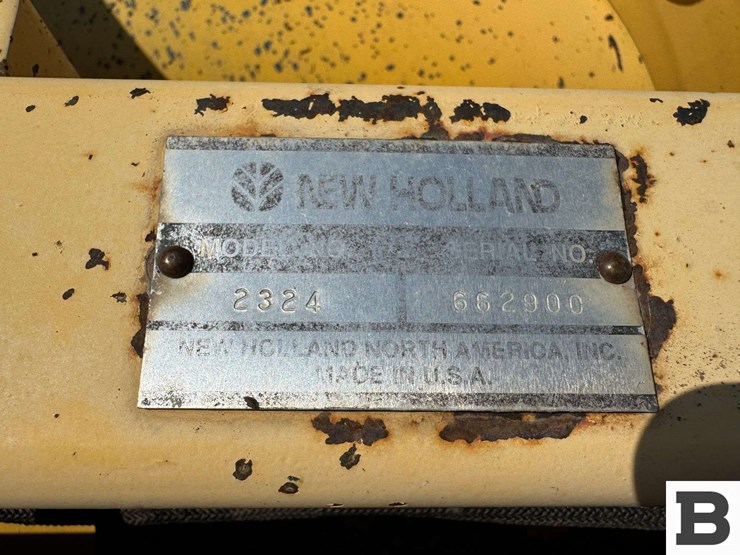 NEW HOLLAND
MODEL NO. SERIAL NO.
2324 662900
NEW HOLLAND NORTH AMERICA, INC.
MADE IN U.S.A.
B